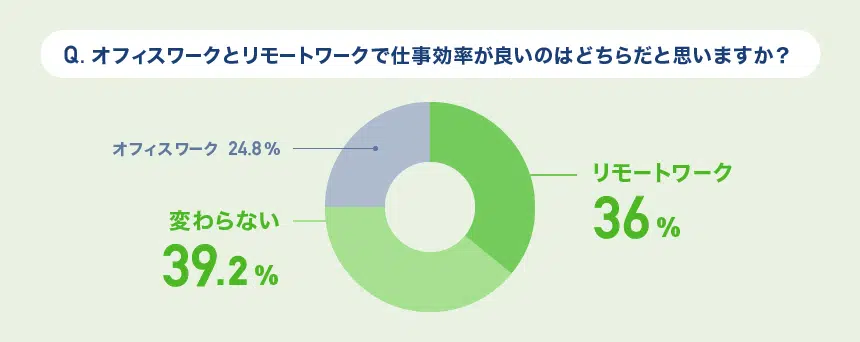 Q. オフィスワークとリモートワークで仕事効率が良いのはどちらだと思いますか？
オフィスワーク 24.8%
リモートワーク
36%
変わらない
39.2%